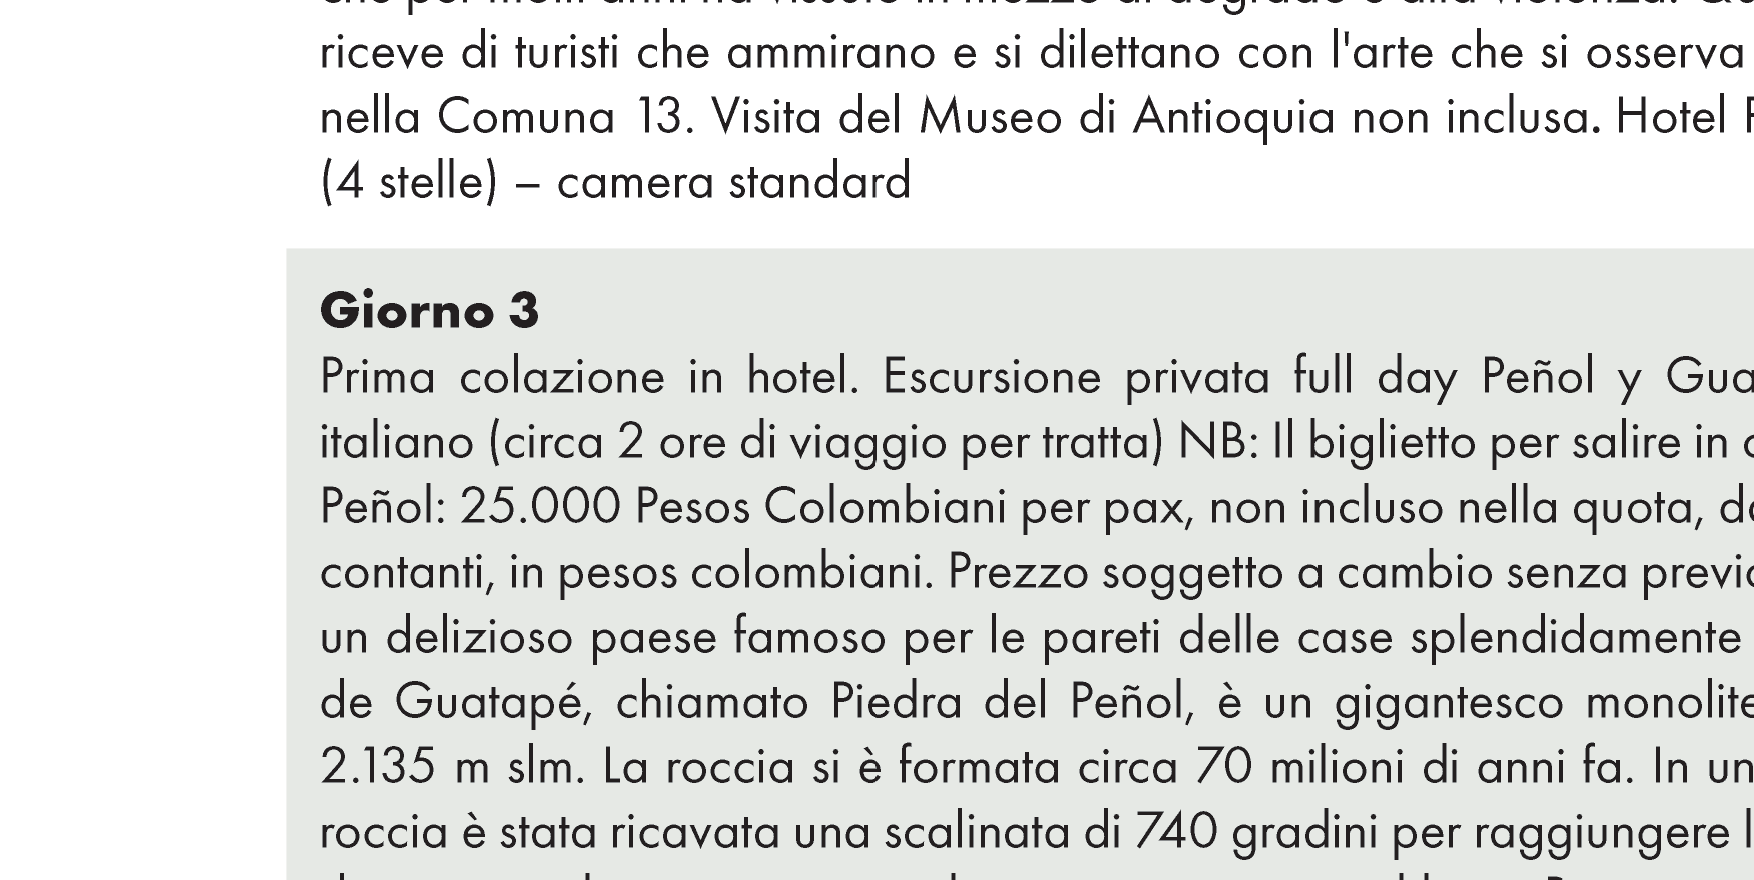 riceve di turisti che ammirano e si dilettano con l'arte che si osserva
nella Comuna 13. Visita del Museo di Antioquia non inclusa. Hotel
(4 stelle) – camera standard
Giorno 3
Prima colazione in hotel. Escursione privata full day Peñol y
italiano (circa 2 ore di viaggio per tratta) NB: Il biglietto per salire in
Peñol: 25.000 Pesos Colombiani per pax, non incluso nella quota,
contanti, in pesos colombiani. Prezzo soggetto a cambio senza
un delizioso paese famoso per le pareti delle case splendidamente
de Guatapé, chiamato Piedra del Peñol, è un gigantesco
2.135 m slm. La roccia si è formata circa 70 milioni di anni fa. In
roccia è stata ricavata una scalinata di 740 gradini per raggiungere